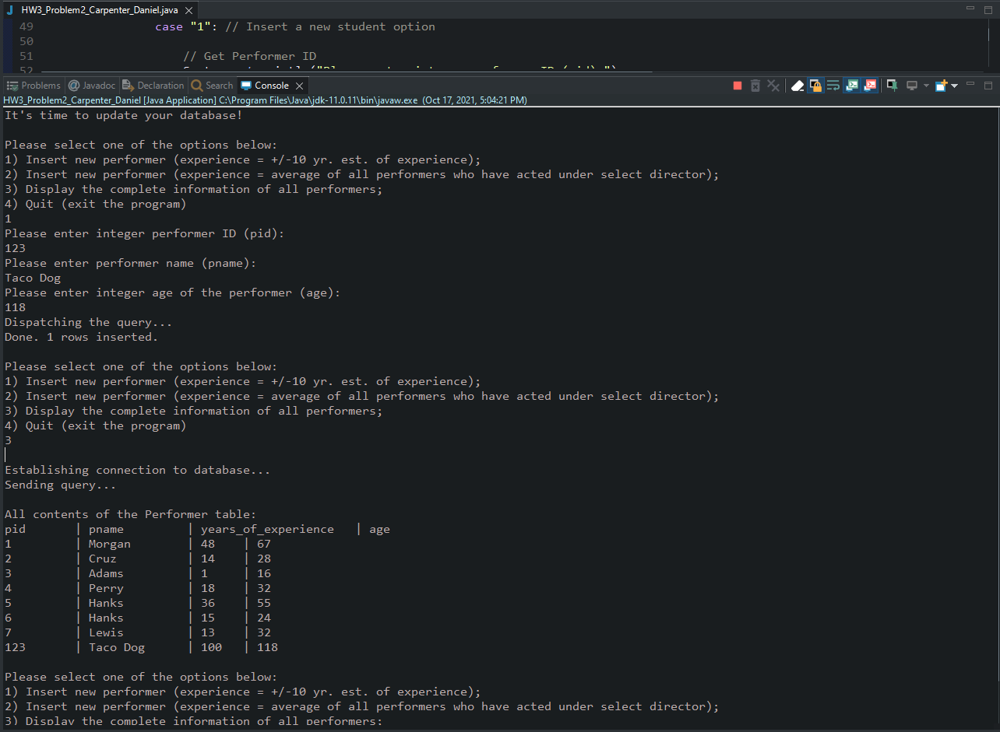 HW3_Problem2_Carpenter_Daniel.java
49 case "1": // Insert a new student option
50
51 // Get Performer ID
52
Problems @ Javadoc Declaration Search Console
HW3_Problem2_Carpenter_Daniel [Java Application] C:\Program Files\Java\jdk-11.0.11\bin\javaw.exe (Oct 17, 2021, 5:04:21 PM)
It's time to update your database!
Please select one of the options below:
1) Insert new performer (experience = +/-10 yr. est. of experience);
2) Insert new performer (experience = average of all performers who have acted under select director);
3) Display the complete information of all performers;
4) Quit (exit the program)
1
Please enter integer performer ID (pid):
123
Please enter performer name (pname):
Taco Dog
Please enter integer age of the performer (age):
118
Dispatching the query...
Done. 1 rows inserted.
Please select one of the options below:
1) Insert new performer (experience = +/-10 yr. est. of experience);
2) Insert new performer (experience = average of all performers who have acted under select director);
3) Display the complete information of all performers;
4) Quit (exit the program)
3
Establishing connection to database...
Sending query...
All contents of the Performer table:
pid | pname | years_of_experience | age
1 | Morgan | 48 | 67
2 | Cruz | 14 | 28
3 | Adams | 1 | 16
4 | Perry | 18 | 32
5 | Hanks | 36 | 55
6 | Hanks | 15 | 24
7 | Lewis | 13 | 32
123 | Taco Dog | 100 | 118
Please select one of the options below:
1) Insert new performer (experience = +/-10 yr. est. of experience);
2) Insert new performer (experience = average of all performers who have acted under select director);
3) Display the complete information of all performers;